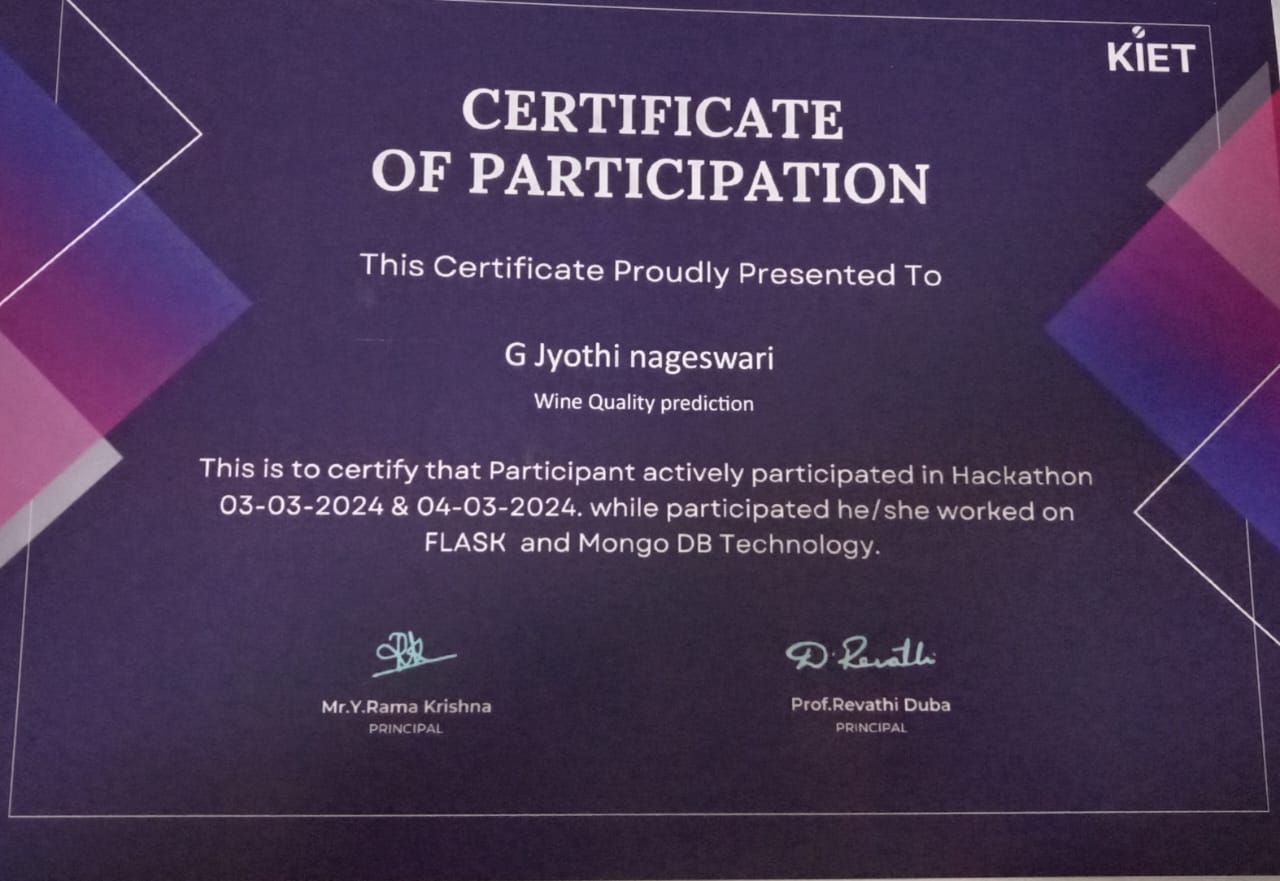 KIET
CERTIFICATE
OF PARTICIPATION
This Certificate Proudly Presented To
G Jyothi nageswari
Wine Quality prediction
This is to certify that Participant actively participated in Hackathon
03-03-2024 & 04-03-2024. while participated he/she worked on
FLASK and Mongo DB Technology.
D. Revathi
Mr.Y.Rama Krishna
Prof.Revathi Duba
PRINCIPAL
PRINCIPAL